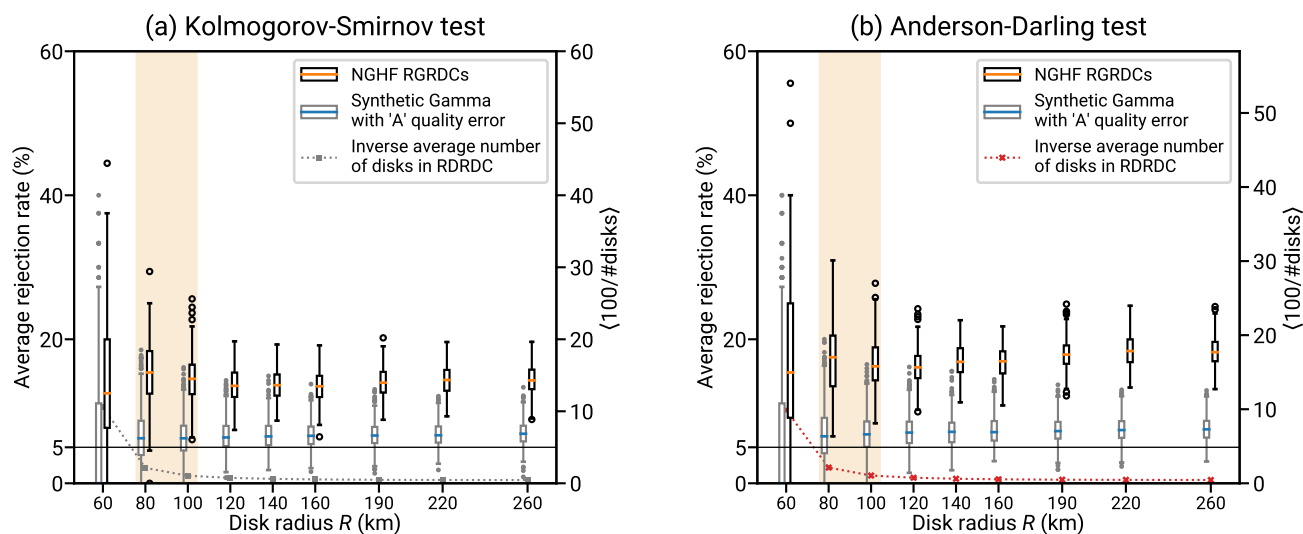 (a) Kolmogorov-Smirnov test
60
40
20
5
0
Average rejection rate (%)
60
50
40
30
20
10
0
⟨100/#disks⟩
NGHF RGRDCs
Synthetic Gamma
with 'A' quality error
Inverse average number
of disks in RDRDC
60 80 100 120 140 160 190 220 260
Disk radius R (km)
(b) Anderson-Darling test
60
40
20
5
0
Average rejection rate (%)
50
40
30
20
10
0
⟨100/#disks⟩
NGHF RGRDCs
Synthetic Gamma
with 'A' quality error
Inverse average number
of disks in RDRDC
60 80 100 120 140 160 190 220 260
Disk radius R (km)